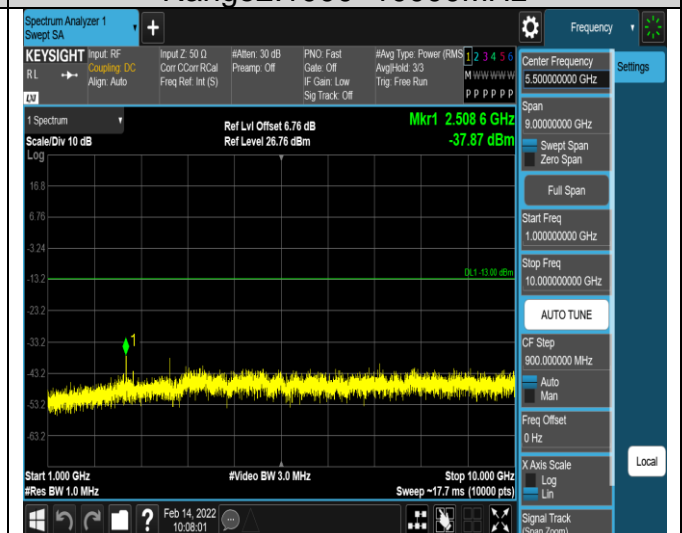 Spectrum Analyzer 1
Swept SA
+
Frequency
KEYSIGHT
R L
Input: RF
Coupling: DC
Align: Auto
Input Z: 50 Ω
Corr CCorr RCal
Freq Ref: Int (S)
#Atten: 30 dB
Preamp: Off
PNO: Fast
Gate: Off
IF Gain: Low
Sig Track: Off
#Avg Type: Power (RMS
Avg|Hold: 3/3
Trig: Free Run
1 2 3 4 5 6
M W W W W W
P P P P P P
1 Spectrum
Scale/Div 10 dB
Log
Ref Lvl Offset 6.76 dB
Ref Level 26.76 dBm
Mkr1 2.508 6 GHz
-37.87 dBm
16.8
6.76
-3.24
-13.2
-23.2
-33.2
-43.2
-53.2
-63.2
DL1 -13.00 dBm
1
Start 1.000 GHz
#Res BW 1.0 MHz
#Video BW 3.0 MHz
Stop 10.000 GHz
Sweep ~17.7 ms (10000 pts)
?
Feb 14, 2022
10:08:01
Center Frequency
5.500000000 GHz
Settings
Span
9.00000000 GHz
Swept Span
Zero Span
Full Span
Start Freq
1.000000000 GHz
Stop Freq
10.000000000 GHz
AUTO TUNE
CF Step
900.000000 MHz
Auto
Man
Freq Offset
0 Hz
X Axis Scale
Log
Lin
Local
Signal Track
(Span Zoom)